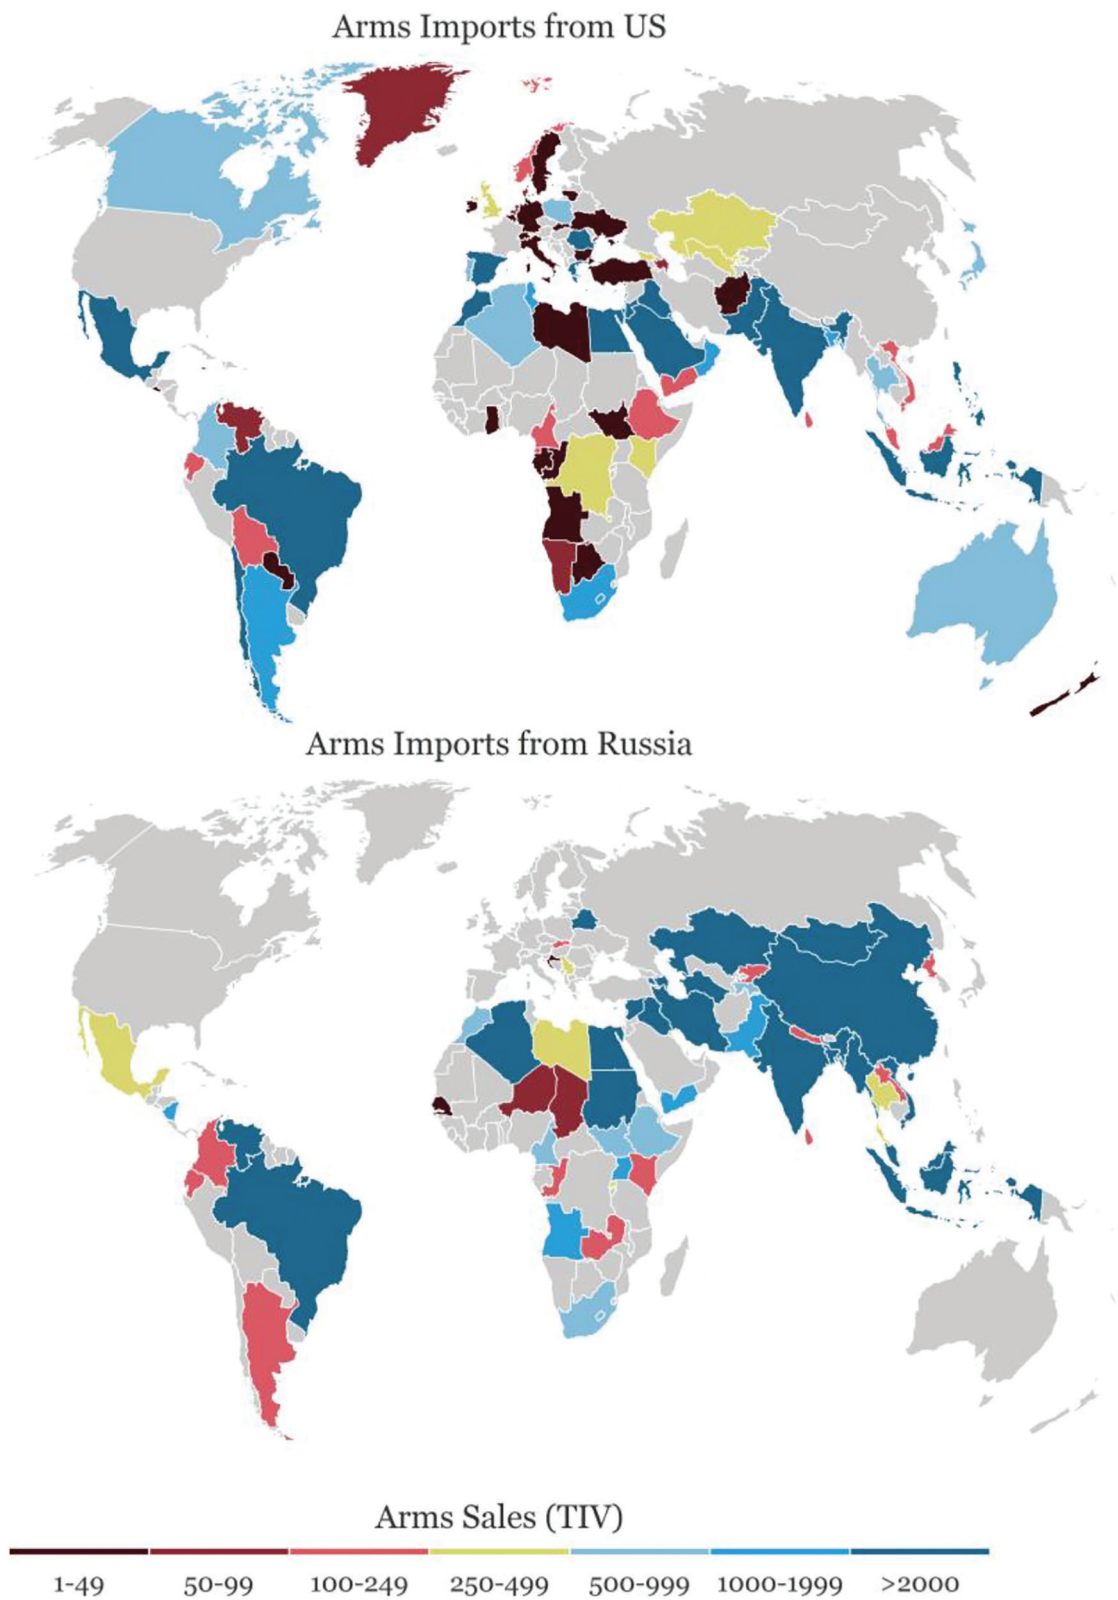 Arms Imports from US
Arms Imports from Russia
Arms Sales (TIV)
1-49 50-99 100-249 250-499 500-999 1000-1999 >2000